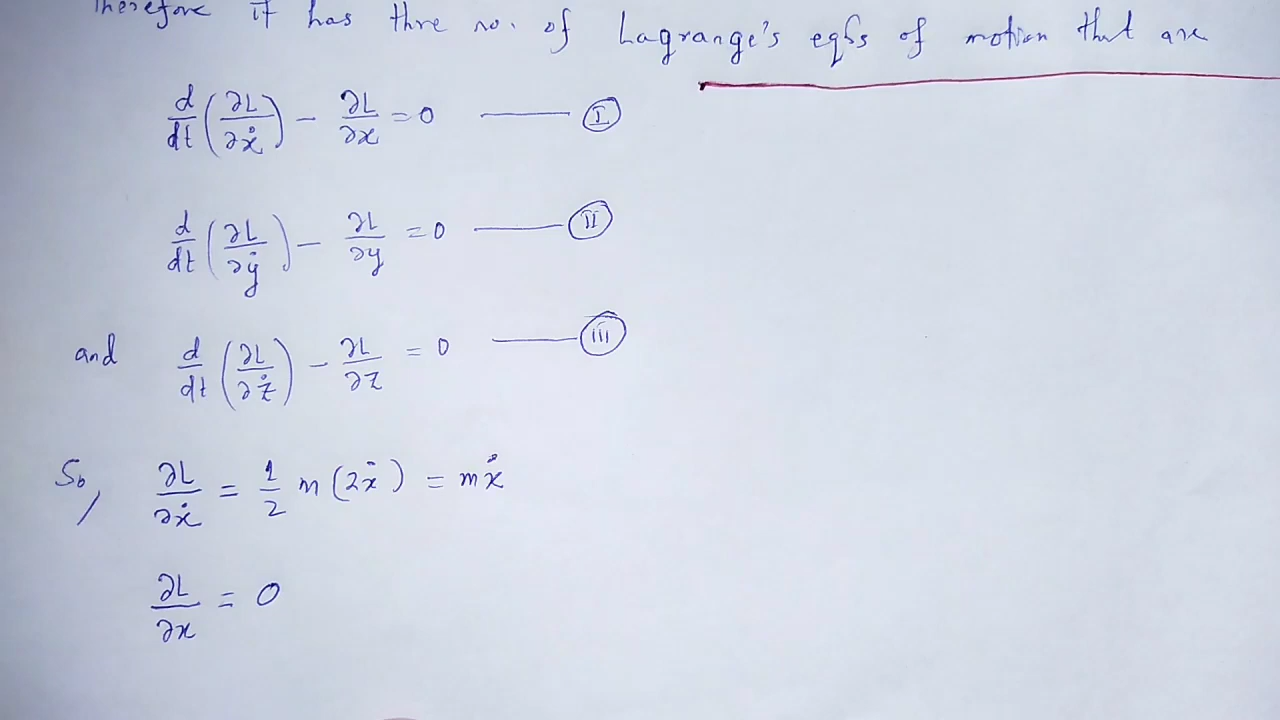 Therefore it has thre no. of Lagrange's eqⁿs of motion that are
d/dt (∂L/∂ẋ) - ∂L/∂x = 0 —— I
d/dt (∂L/∂ẏ) - ∂L/∂y = 0 —— II
and d/dt (∂L/∂ż) - ∂L/∂z = 0 —— III
So, ∂L/∂ẋ = 1/2 m(2ẋ) = mẋ
∂L/∂x = 0